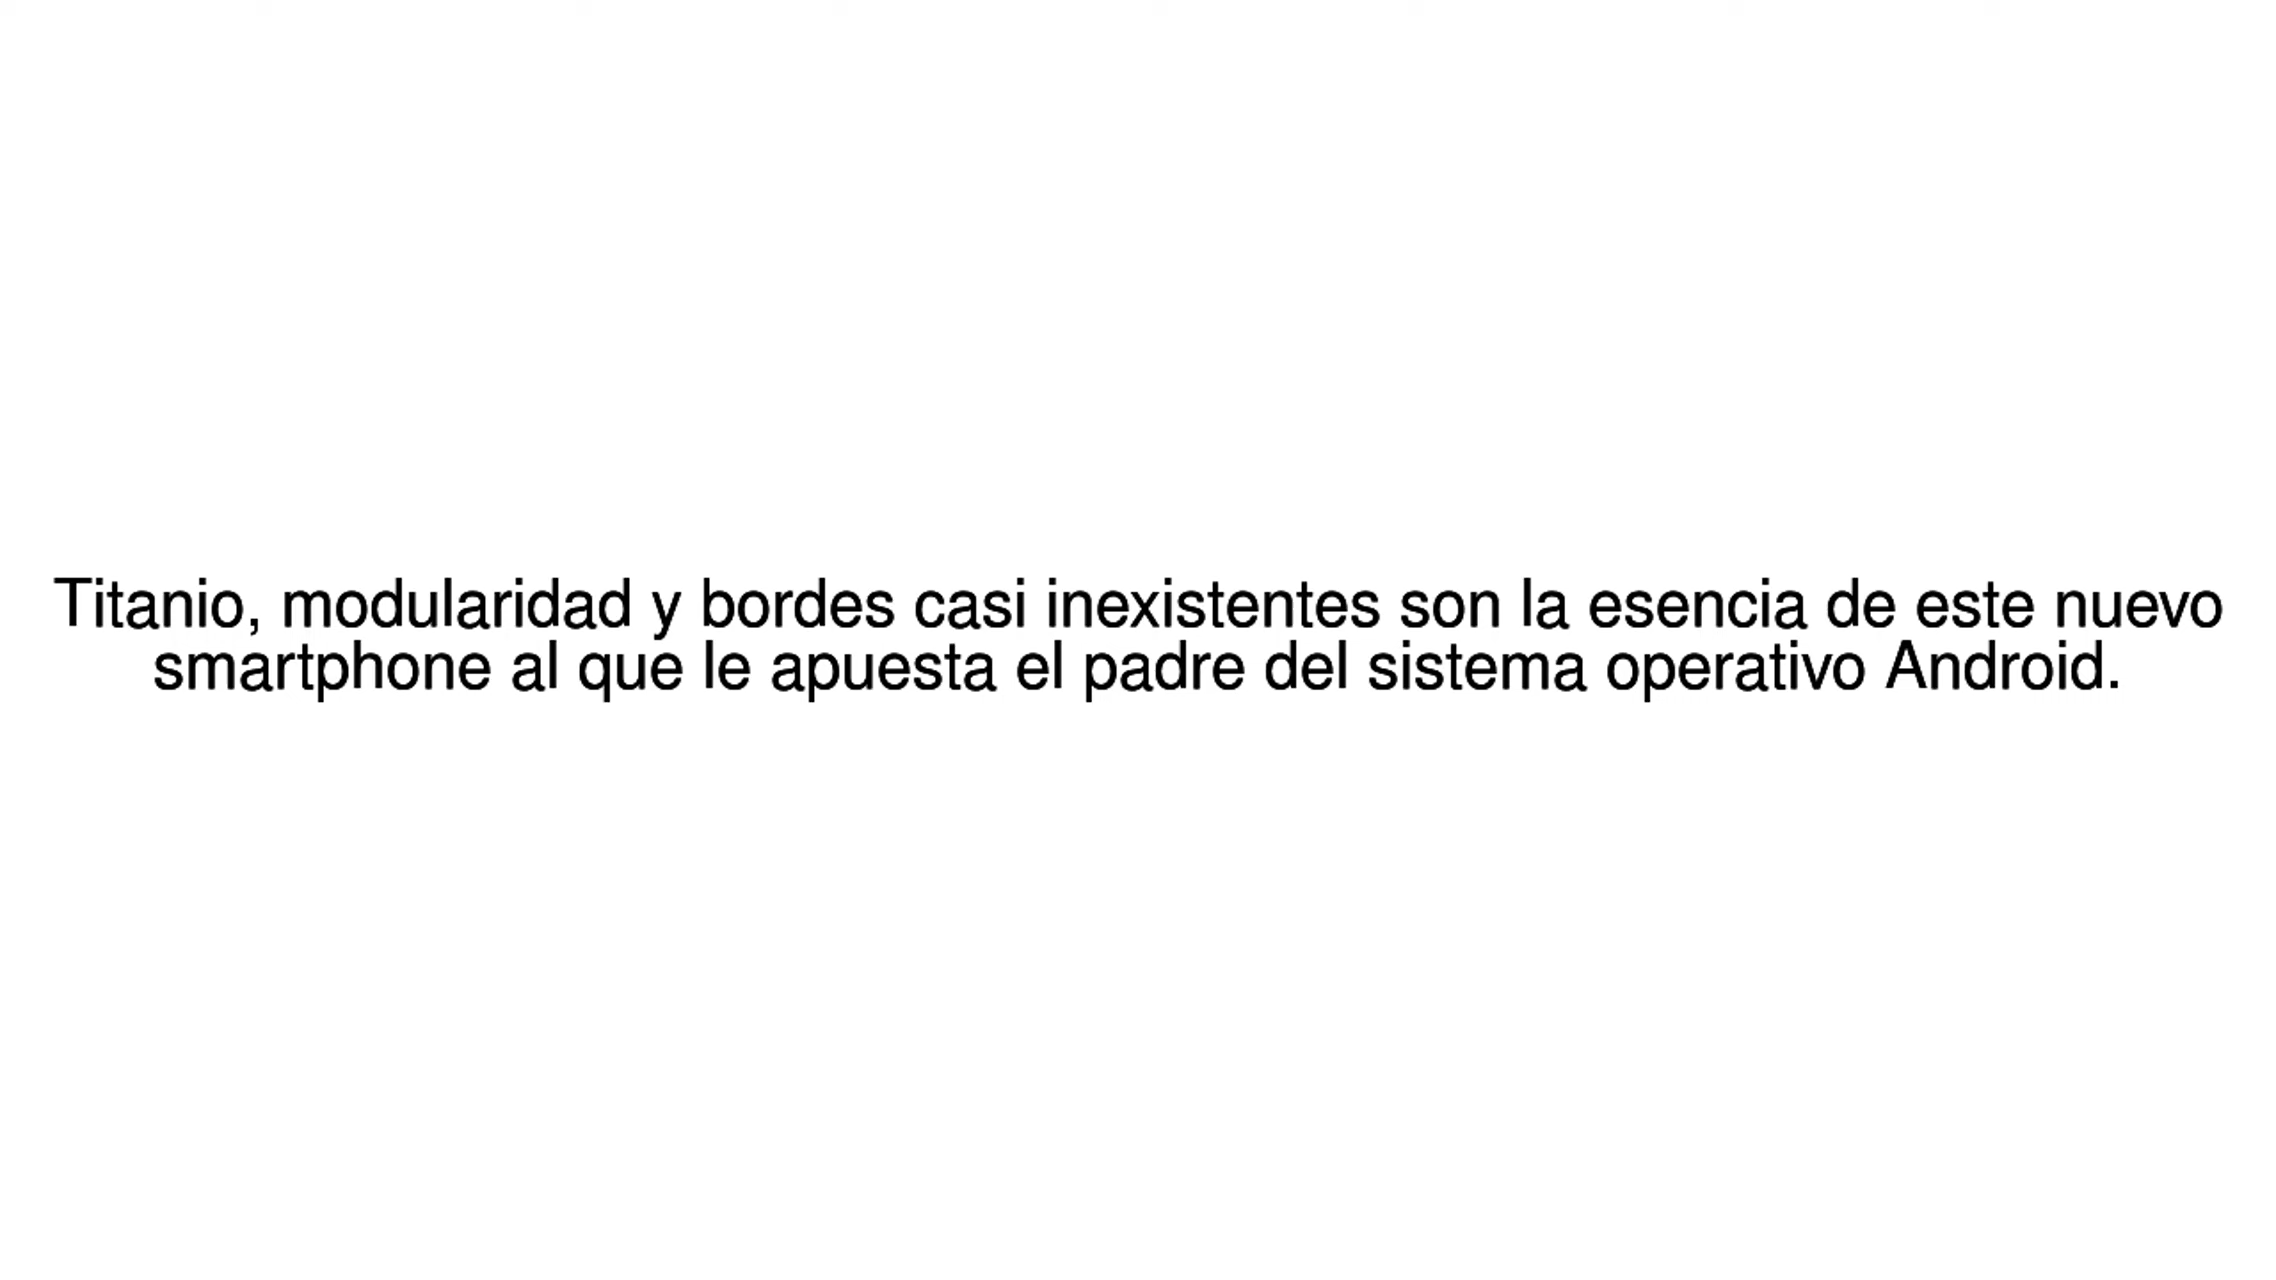 Titanio, modularidad y bordes casi inexistentes son la esencia de este nuevo
smartphone al que le apuesta el padre del sistema operativo Android.